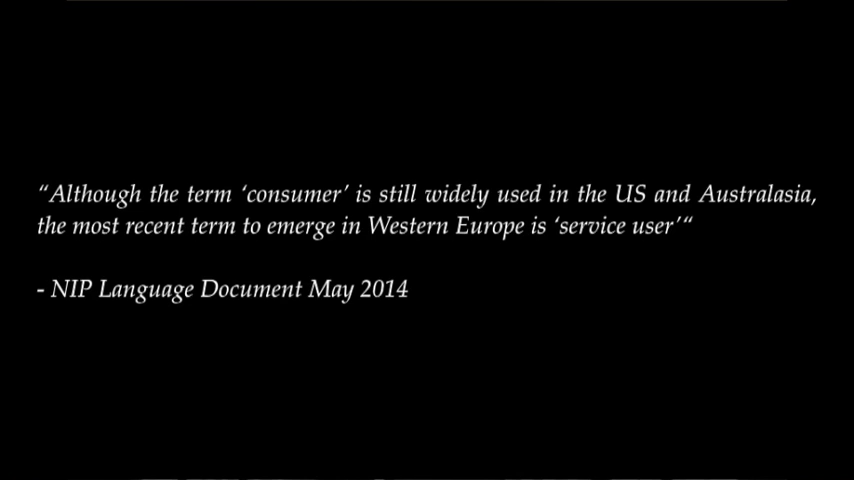 “Although the term ‘consumer’ is still widely used in the US and Australasia,
the most recent term to emerge in Western Europe is ‘service user’“
- NIP Language Document May 2014